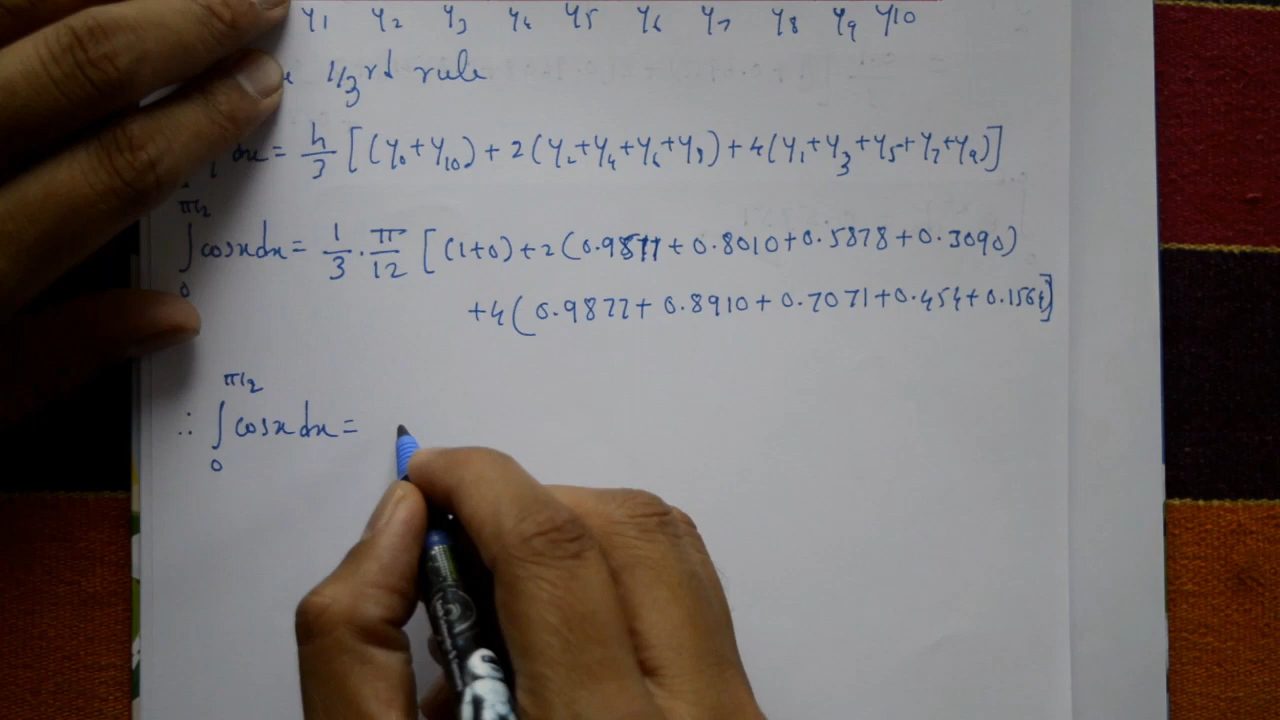 y1 y2 y3 y4 y5 y6 y7 y8 y9 y10
1/3rd rule
dx = h/3 [(y0+y10)+2(y2+y4+y6+y8)+4(y1+y3+y5+y7+y9)]
∫₀^π/2 cosx dx = 1/3 · π/12 [(1+0)+2(0.9511+0.8010+0.5878+0.3090)
+4(0.9877+0.8910+0.7071+0.454+0.1564]
∴ ∫₀^π/2 cosx dx =